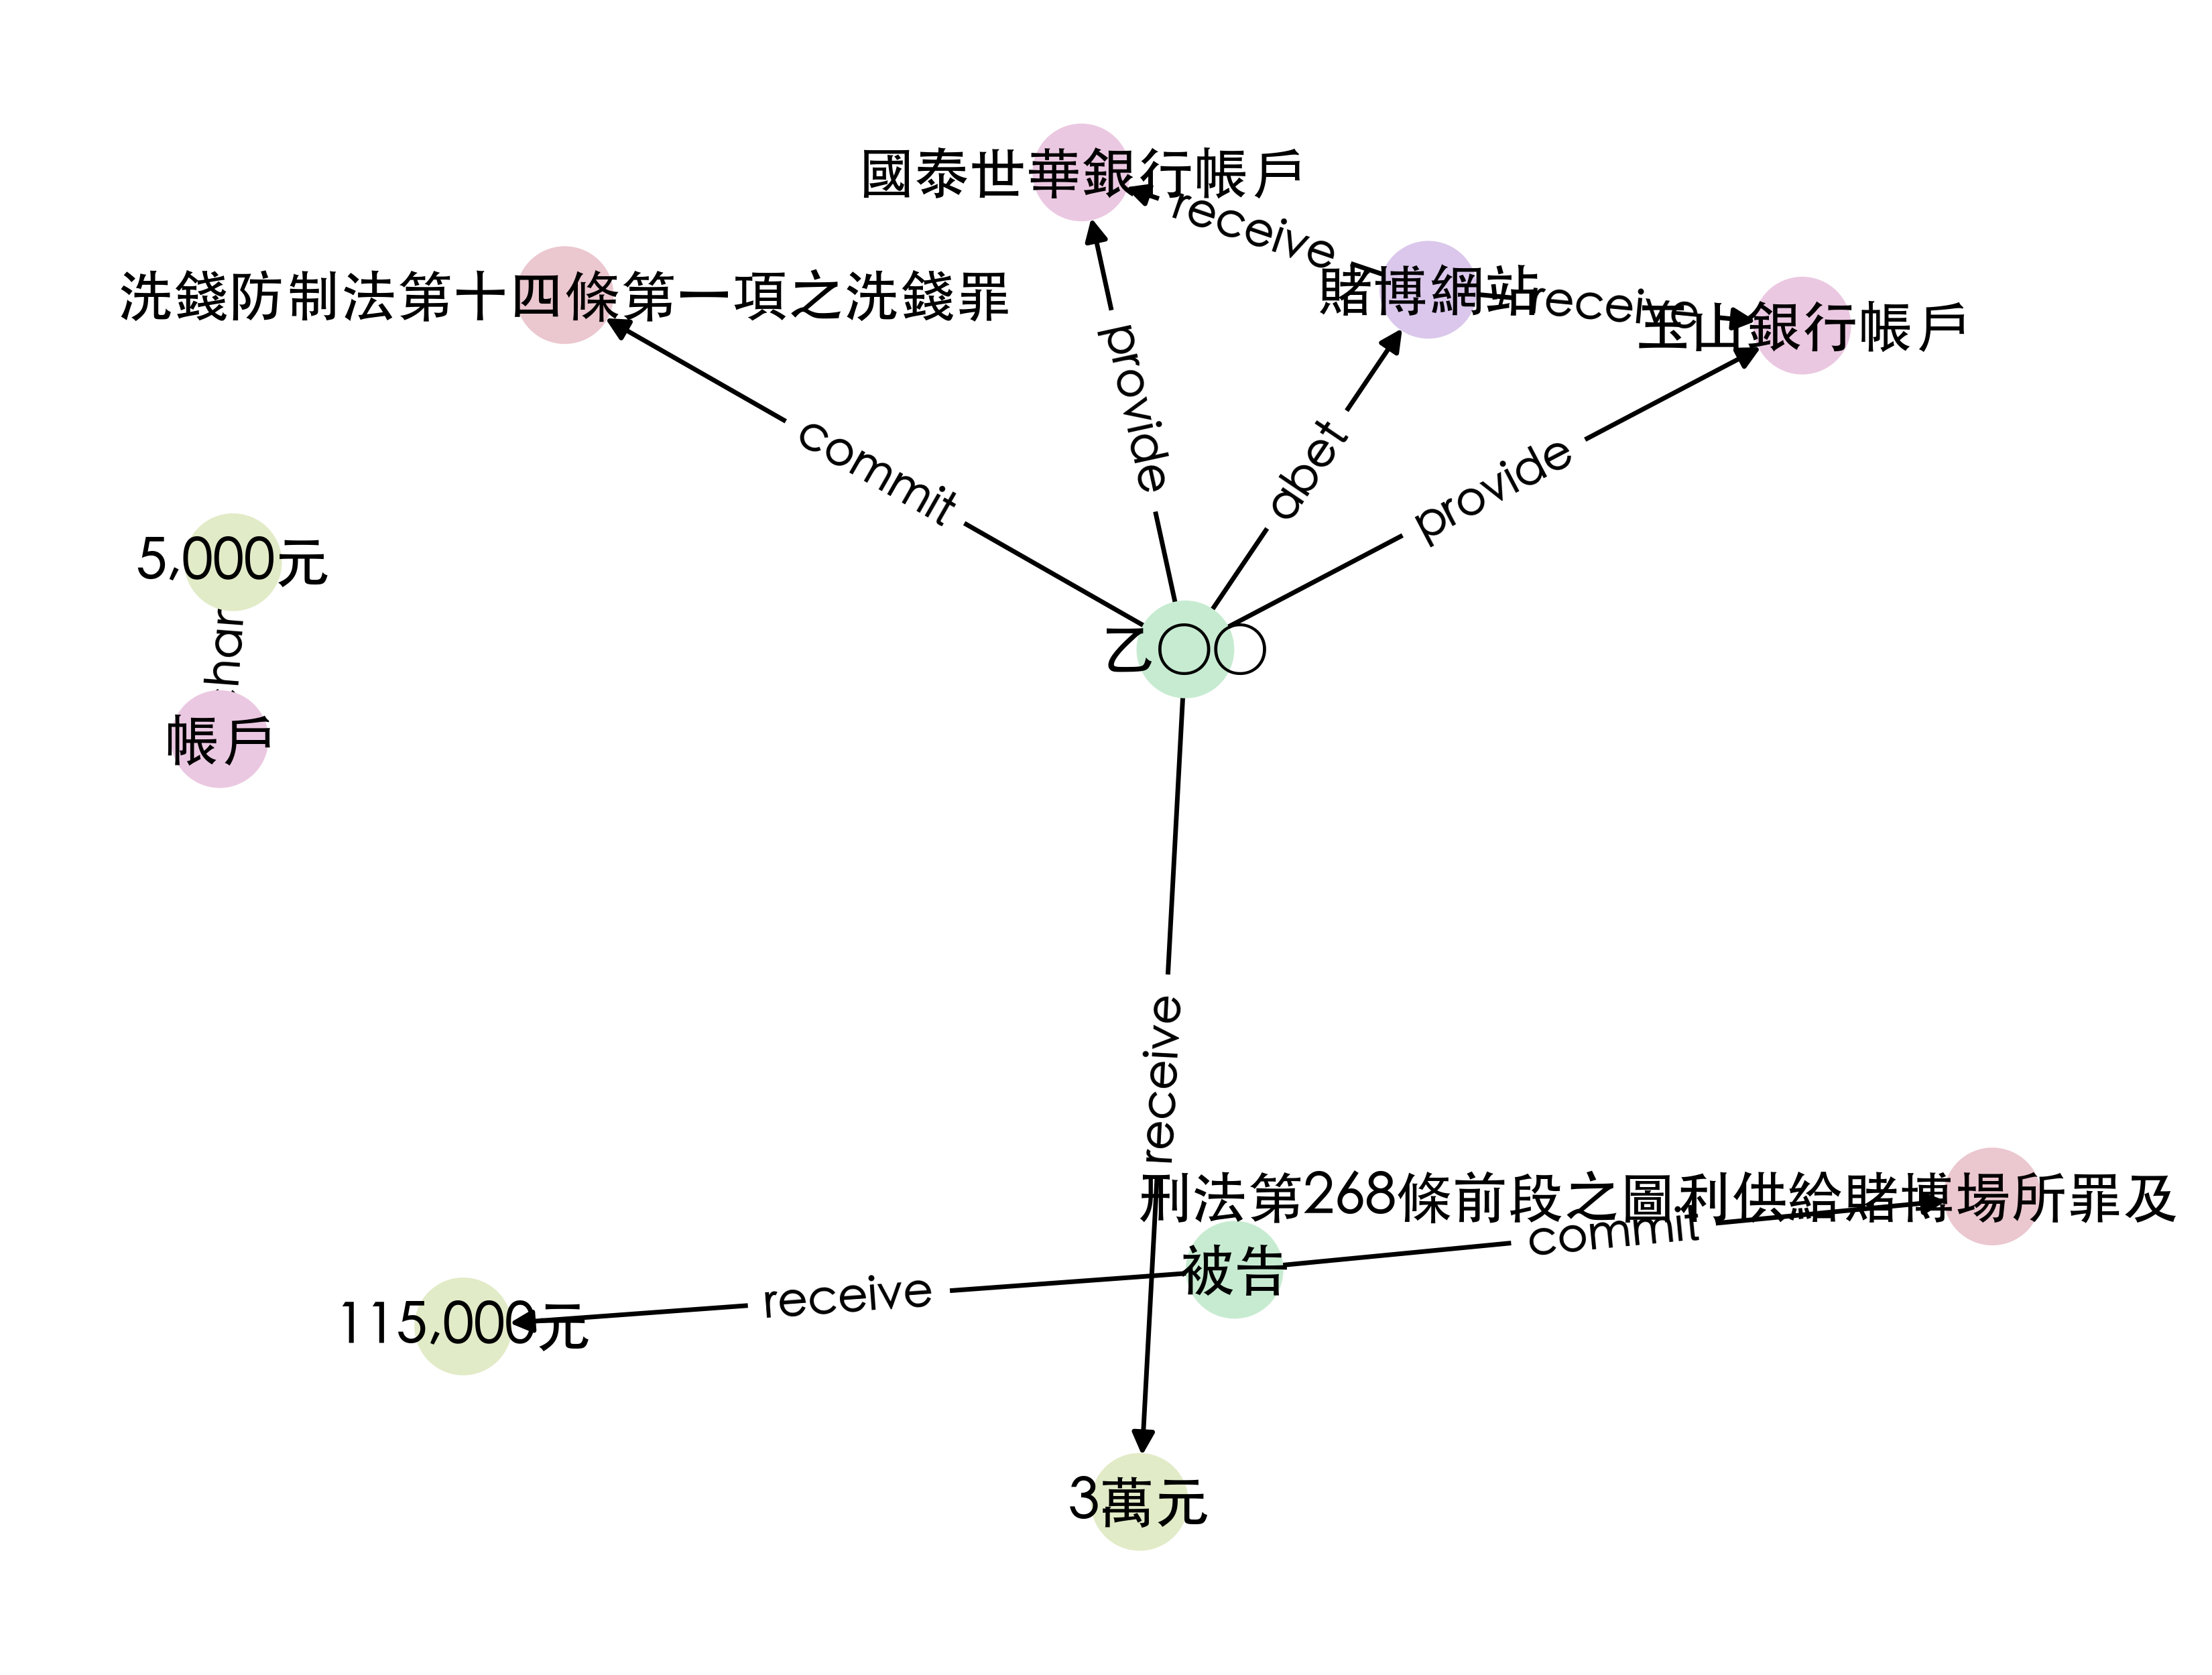 國泰世華銀行帳戶
receive
洗錢防制法第十四條第一項之洗錢罪
賭博網站
receive
玉山銀行帳戶
provide
commit
abet
provide
5,000元
乙〇〇
帳戶
receive
刑法第268條前段之圖利供給賭博場所罪及
commit
被告
receive
115,000元
3萬元